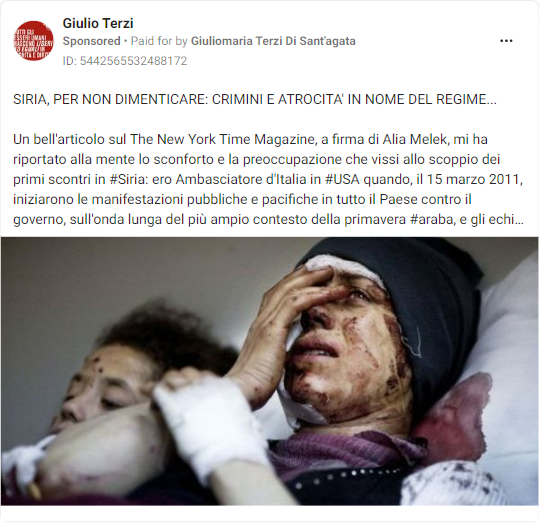 TUTTI GLI
ESSERI UMANI
NASCONO LIBERI
ED EGUALI IN
DIGNITÀ E DIRITTI
Giulio Terzi
Sponsored • Paid for by Giuliomaria Terzi Di Sant'agata
ID: 5442565532488172
SIRIA, PER NON DIMENTICARE: CRIMINI E ATROCITA' IN NOME DEL REGIME...
Un bell'articolo sul The New York Time Magazine, a firma di Alia Melek, mi ha
riportato alla mente lo sconforto e la preoccupazione che vissi allo scoppio dei
primi scontri in #Siria: ero Ambasciatore d'Italia in #USA quando, il 15 marzo 2011,
iniziarono le manifestazioni pubbliche e pacifiche in tutto il Paese contro il
governo, sull'onda lunga del più ampio contesto della primavera #araba, e gli echi...